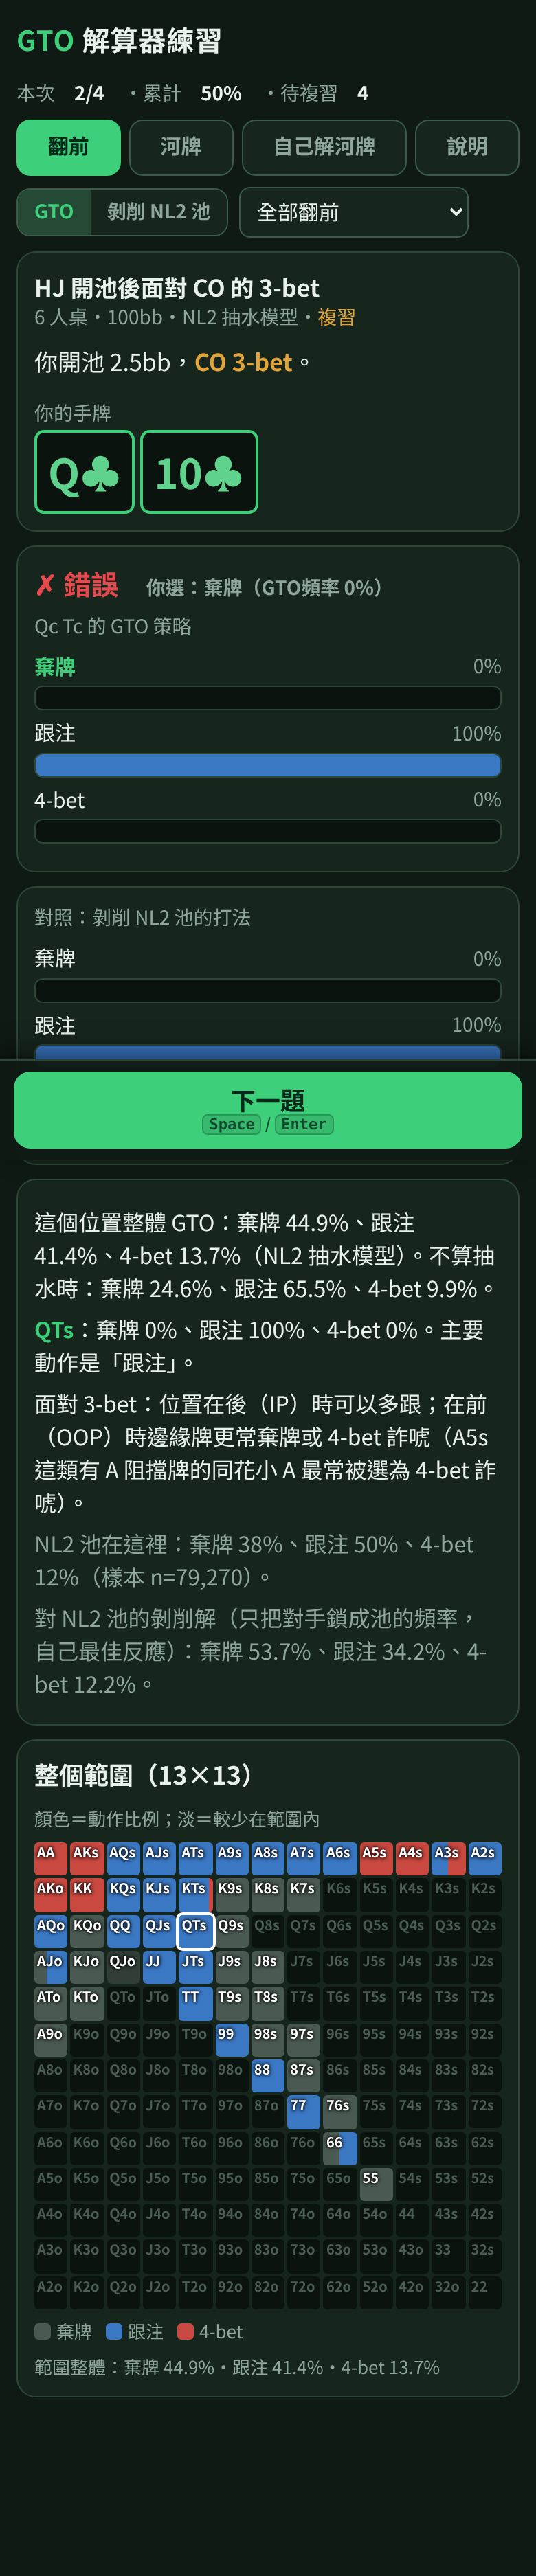 GTO 解算器練習
本次 2/4 ・累計 50% ・待複習 4
翻前 河牌 自己解河牌 說明
GTO 剝削 NL2 池 全部翻前
HJ 開池後面對 CO 的 3-bet
6 人桌・100bb・NL2 抽水模型・複習
你開池 2.5bb，CO 3-bet。
你的手牌
Q♣ 10♣
✗ 錯誤 你選：棄牌（GTO頻率 0%）
Qc Tc 的 GTO 策略
棄牌 0%
跟注 100%
4-bet 0%
對照：剝削 NL2 池的打法
棄牌 0%
跟注 100%
下一題
Space / Enter
這個位置整體 GTO：棄牌 44.9%、跟注
41.4%、4-bet 13.7%（NL2 抽水模型）。不算抽
水時：棄牌 24.6%、跟注 65.5%、4-bet 9.9%。
QTs：棄牌 0%、跟注 100%、4-bet 0%。主要
動作是「跟注」。
面對 3-bet：位置在後（IP）時可以多跟；在前
（OOP）時邊緣牌更常棄牌或 4-bet 詐唬（A5s
這類有 A 阻擋牌的同花小 A 最常被選為 4-bet 詐
唬）。
NL2 池在這裡：棄牌 38%、跟注 50%、4-bet
12%（樣本 n=79,270）。
對 NL2 池的剝削解（只把對手鎖成池的頻率，
自己最佳反應）：棄牌 53.7%、跟注 34.2%、4-
bet 12.2%。
整個範圍（13×13）
顏色＝動作比例；淡＝較少在範圍內
AA AKs AQs AJs ATs A9s A8s A7s A6s A5s A4s A3s A2s
AKo KK KQs KJs KTs K9s K8s K7s K6s K5s K4s K3s K2s
AQo KQo QQ QJs QTs Q9s Q8s Q7s Q6s Q5s Q4s Q3s Q2s
AJo KJo QJo JJ JTs J9s J8s J7s J6s J5s J4s J3s J2s
ATo KTo QTo JTo TT T9s T8s T7s T6s T5s T4s T3s T2s
A9o K9o Q9o J9o T9o 99 98s 97s 96s 95s 94s 93s 92s
A8o K8o Q8o J8o T8o 98o 88 87s 86s 85s 84s 83s 82s
A7o K7o Q7o J7o T7o 97o 87o 77 76s 75s 74s 73s 72s
A6o K6o Q6o J6o T6o 96o 86o 76o 66 65s 64s 63s 62s
A5o K5o Q5o J5o T5o 95o 85o 75o 65o 55 54s 53s 52s
A4o K4o Q4o J4o T4o 94o 84o 74o 64o 54o 44 43s 42s
A3o K3o Q3o J3o T3o 93o 83o 73o 63o 53o 43o 33 32s
A2o K2o Q2o J2o T2o 92o 82o 72o 62o 52o 42o 32o 22
棄牌 跟注 4-bet
範圍整體：棄牌 44.9%・跟注 41.4%・4-bet 13.7%